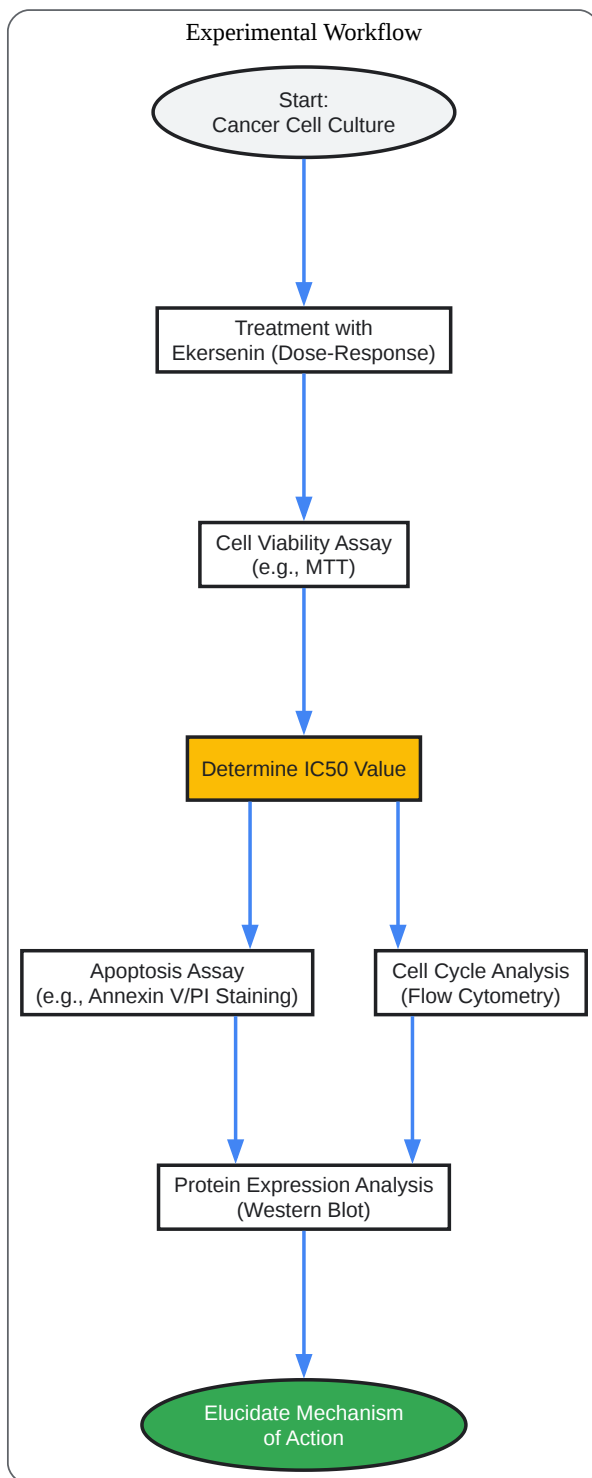 Experimental Workflow
Start:
Cancer Cell Culture
Treatment with
Ekersenin (Dose-Response)
Cell Viability Assay
(e.g., MTT)
Determine IC50 Value
Apoptosis Assay
(e.g., Annexin V/PI Staining)
Cell Cycle Analysis
(Flow Cytometry)
Protein Expression Analysis
(Western Blot)
Elucidate Mechanism
of Action